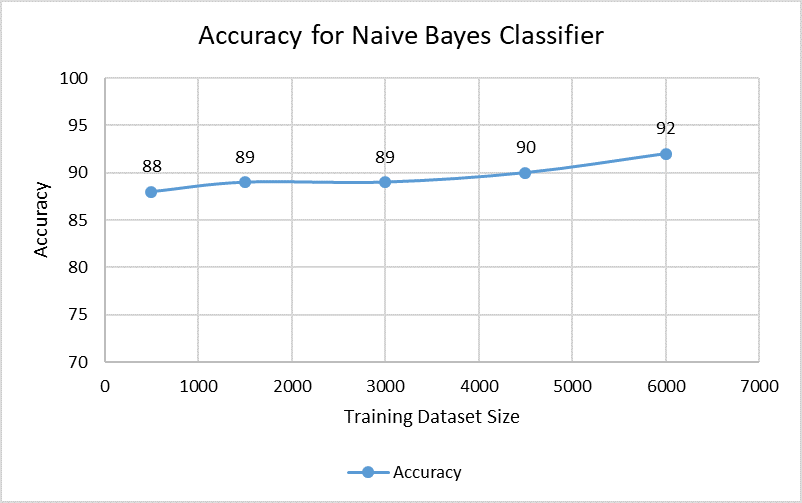 Accuracy for Naive Bayes Classifier
100
95
90
85
80
75
70
Accuracy
88
89
89
90
92
0 1000 2000 3000 4000 5000 6000 7000
Training Dataset Size
Accuracy